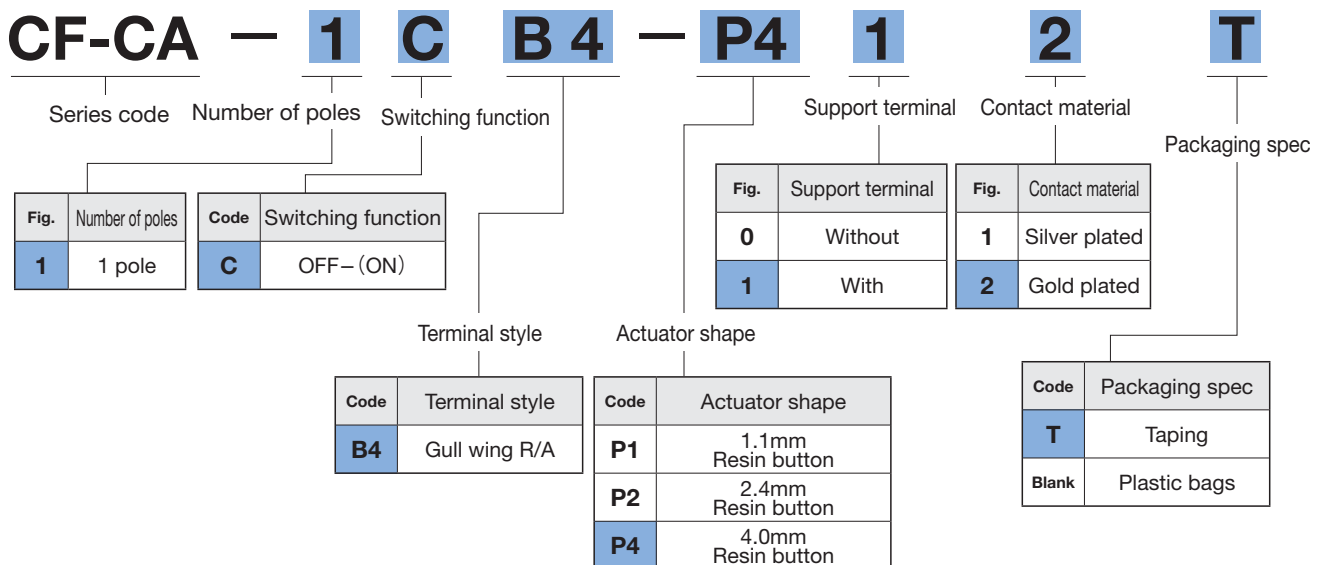 CF-CA — 1 C B 4 — P4 1 2 T
Series code
Number of poles
Switching function
Support terminal
Contact material
Packaging spec
Fig. Number of poles
1 1 pole
Code Switching function
C OFF–(ON)
Fig. Support terminal
0 Without
1 With
Fig. Contact material
1 Silver plated
2 Gold plated
Terminal style
Actuator shape
Code Terminal style
B4 Gull wing R/A
Code Actuator shape
P1 1.1mm
Resin button
P2 2.4mm
Resin button
P4 4.0mm
Resin button
Code Packaging spec
T Taping
Blank Plastic bags